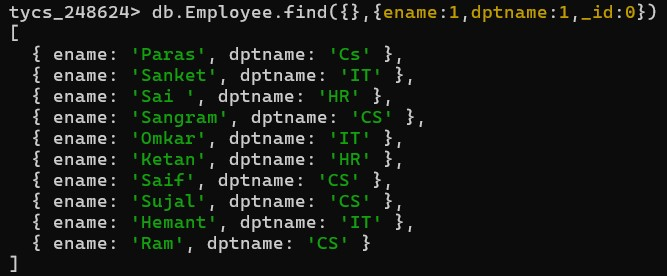 tycs_248624> db.Employee.find({},{ename:1,dptname:1,_id:0})
[
  { ename: 'Paras', dptname: 'Cs' },
  { ename: 'Sanket', dptname: 'IT' },
  { ename: 'Sai ', dptname: 'HR' },
  { ename: 'Sangram', dptname: 'CS' },
  { ename: 'Omkar', dptname: 'IT' },
  { ename: 'Ketan', dptname: 'HR' },
  { ename: 'Saif', dptname: 'CS' },
  { ename: 'Sujal', dptname: 'CS' },
  { ename: 'Hemant', dptname: 'IT' },
  { ename: 'Ram', dptname: 'CS' }
]